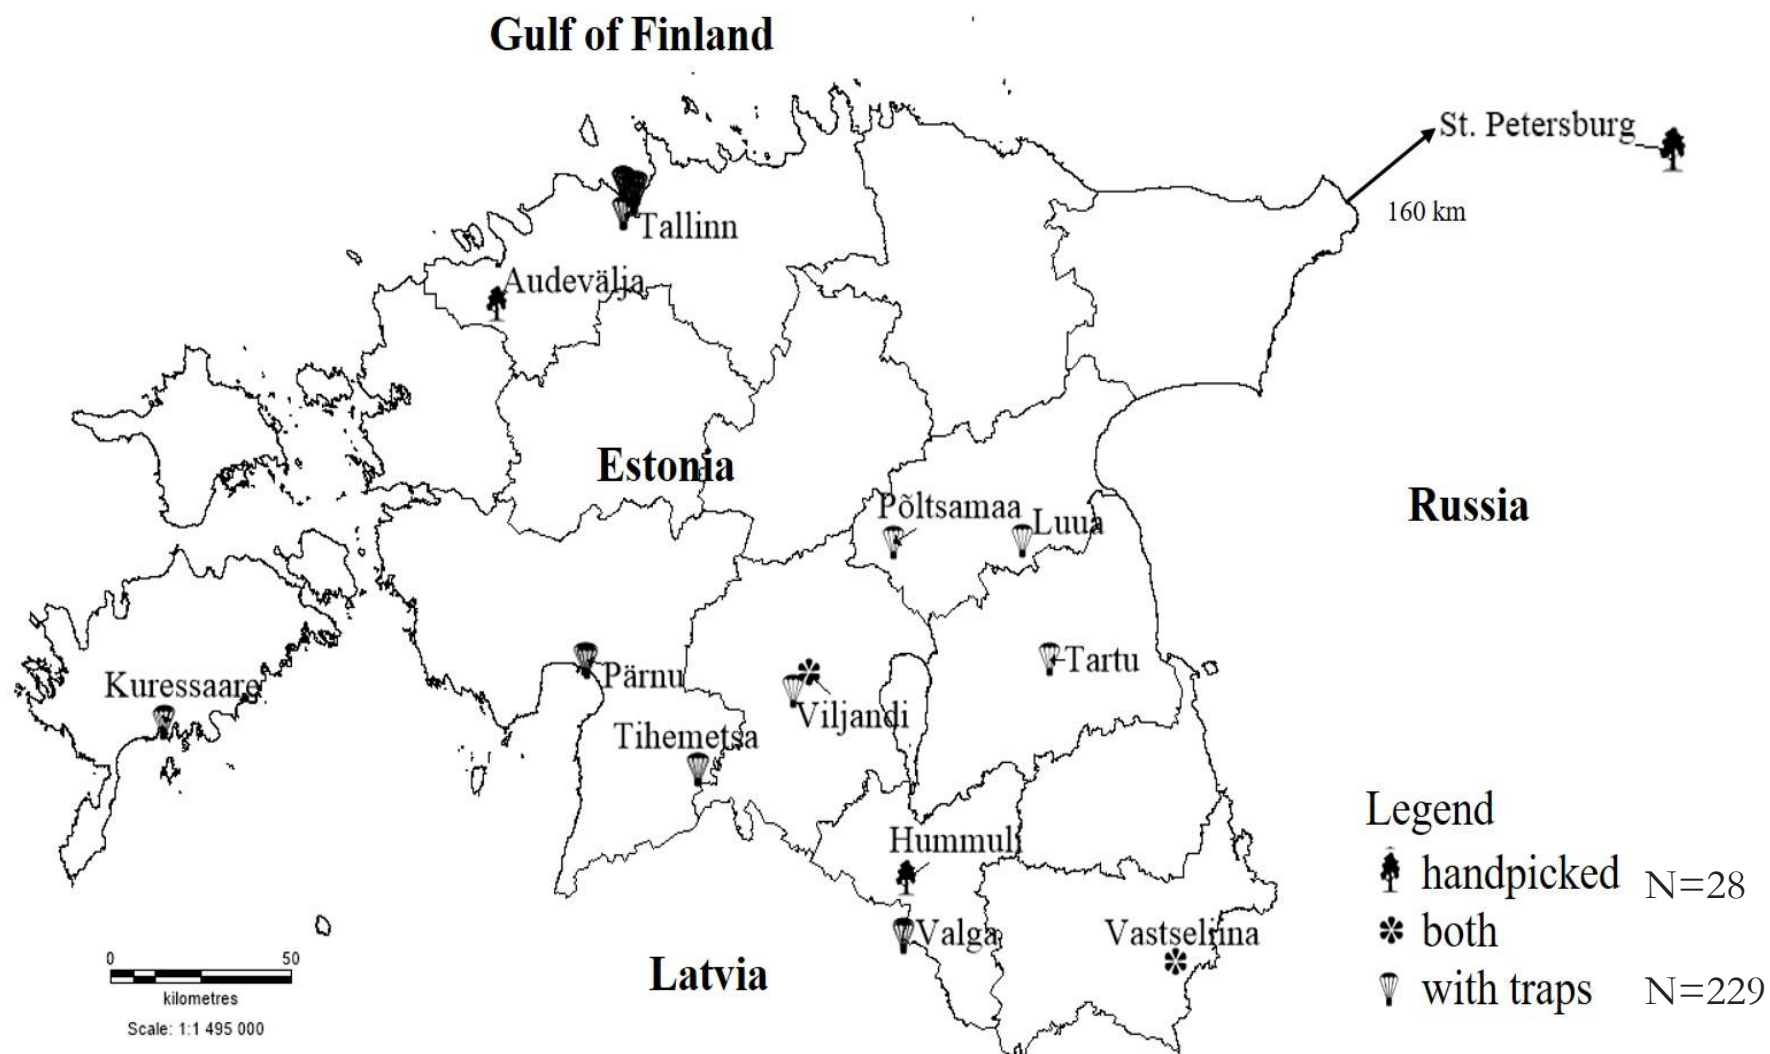 Gulf of Finland
St. Petersburg
160 km
Tallinn
Audevälja
Estonia
Põltsamaa
Luua
Russia
Kuressaare
Pärnu
Tartu
Viljandi
Tihemetsa
Hummuli
Valga
Vastseliina
Latvia
0 50
kilometres
Scale: 1:1 495 000
Legend
handpicked N=28
both
with traps N=229